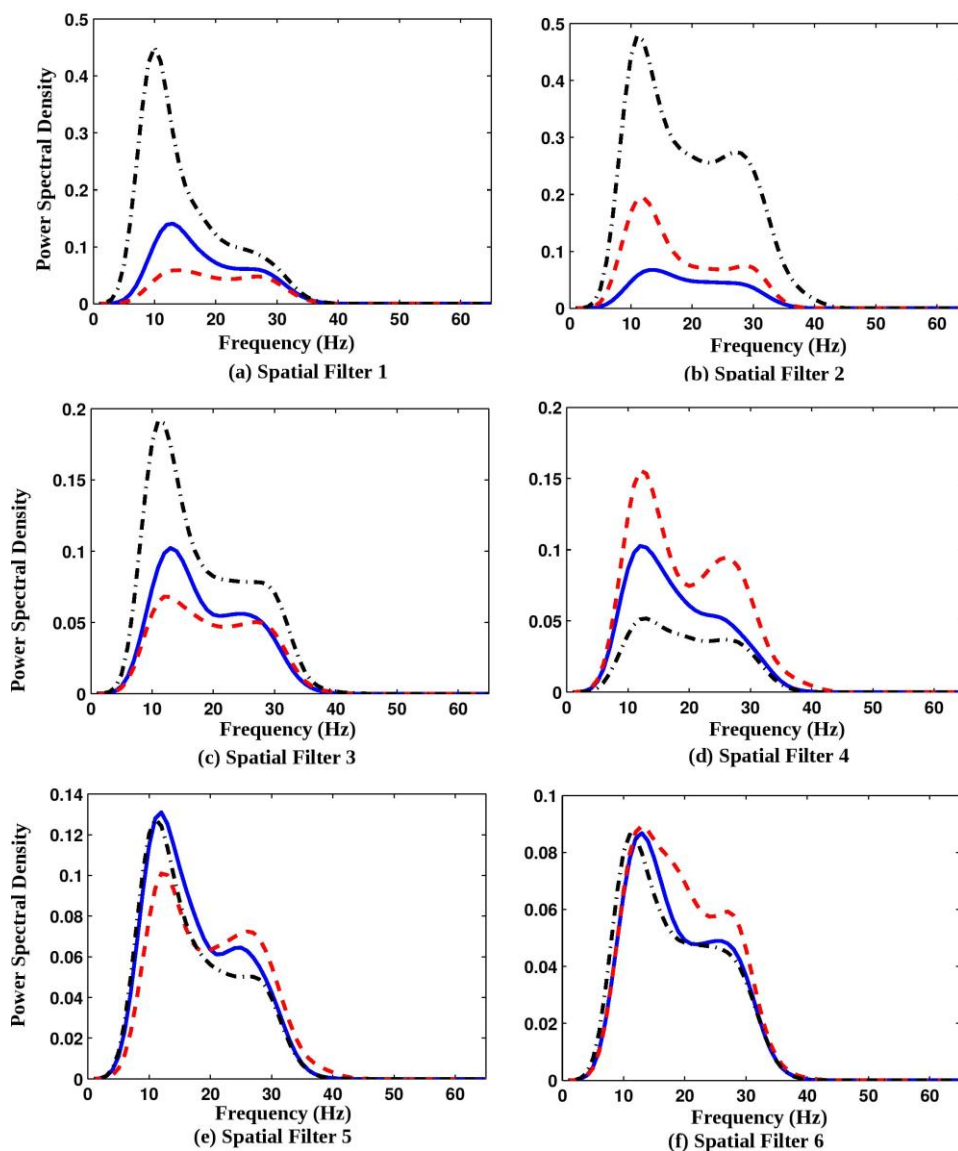 0.5
0.4
0.3
0.2
0.1
0
Power Spectral Density
0 10 20 30 40 50 60
Frequency (Hz)
(a) Spatial Filter 1
0.5
0.4
0.3
0.2
0.1
0
0 10 20 30 40 50 60
Frequency (Hz)
(b) Spatial Filter 2
0.2
0.15
0.1
0.05
0
Power Spectral Density
0 10 20 30 40 50 60
Frequency (Hz)
(c) Spatial Filter 3
0.2
0.15
0.1
0.05
0
0 10 20 30 40 50 60
Frequency (Hz)
(d) Spatial Filter 4
0.14
0.12
0.1
0.08
0.06
0.04
0.02
0
Power Spectral Density
0 10 20 30 40 50 60
Frequency (Hz)
(e) Spatial Filter 5
0.1
0.08
0.06
0.04
0.02
0
0 10 20 30 40 50 60
Frequency (Hz)
(f) Spatial Filter 6